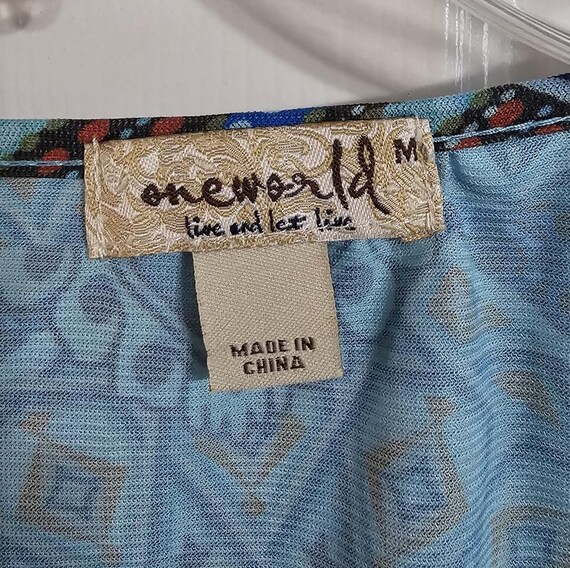 oneworld M
live and let live
MADE IN
CHINA